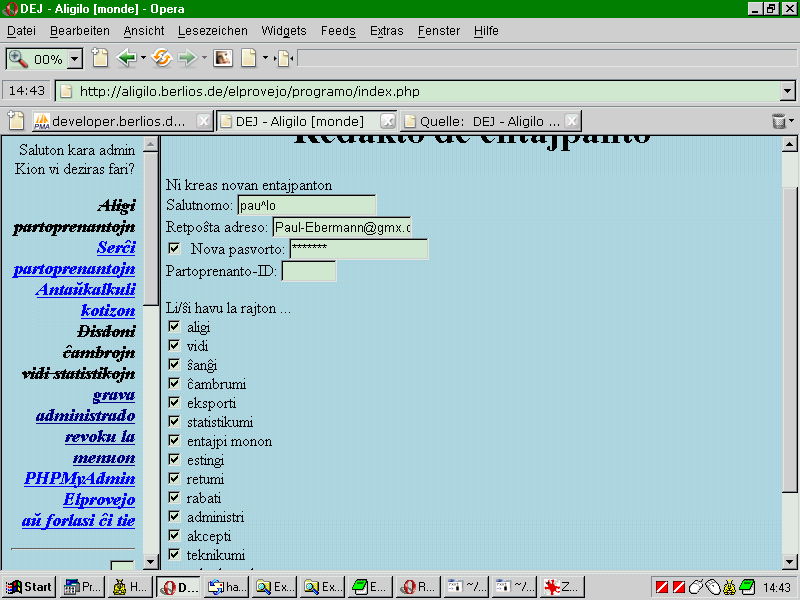 DEJ - Aligilo [monde] - Opera
Datei Bearbeiten Ansicht Lesezeichen Widgets Feeds Extras Fenster Hilfe
00%
14:43 http://aligilo.berlios.de/elprovejo/programo/index.php
PMA developer.berlios.d... DEJ - Aligilo [monde] Quelle: DEJ - Aligilo ...
Saluton kara admin
Kion vi deziras fari?
Aligi
partoprenantojn
Serĉi
partoprenantojn
Antaŭkalkuli
kotizon
Disdoni
ĉambrojn
vidi statistikojn
grava
administrado
revoku la
menuon
PHPMyAdmin
Elprovejo
aŭ forlasi ĉi tie
Redakto de entajpanto
Ni kreas novan entajpanton
Salutnomo: pau^lo
Retpoŝta adreso: Paul-Ebermann@gmx.
Nova pasvorto: *******
Partoprenanto-ID:
Li/ŝi havu la rajton ...
aligi
vidi
ŝanĝi
ĉambrumi
eksporti
statistikumi
entajpi monon
estingi
retumi
rabati
administri
akcepti
teknikumi
Start Pr... H... D... ha... Ex... Ex... E... R... ~/... ~/... Z... 14:43